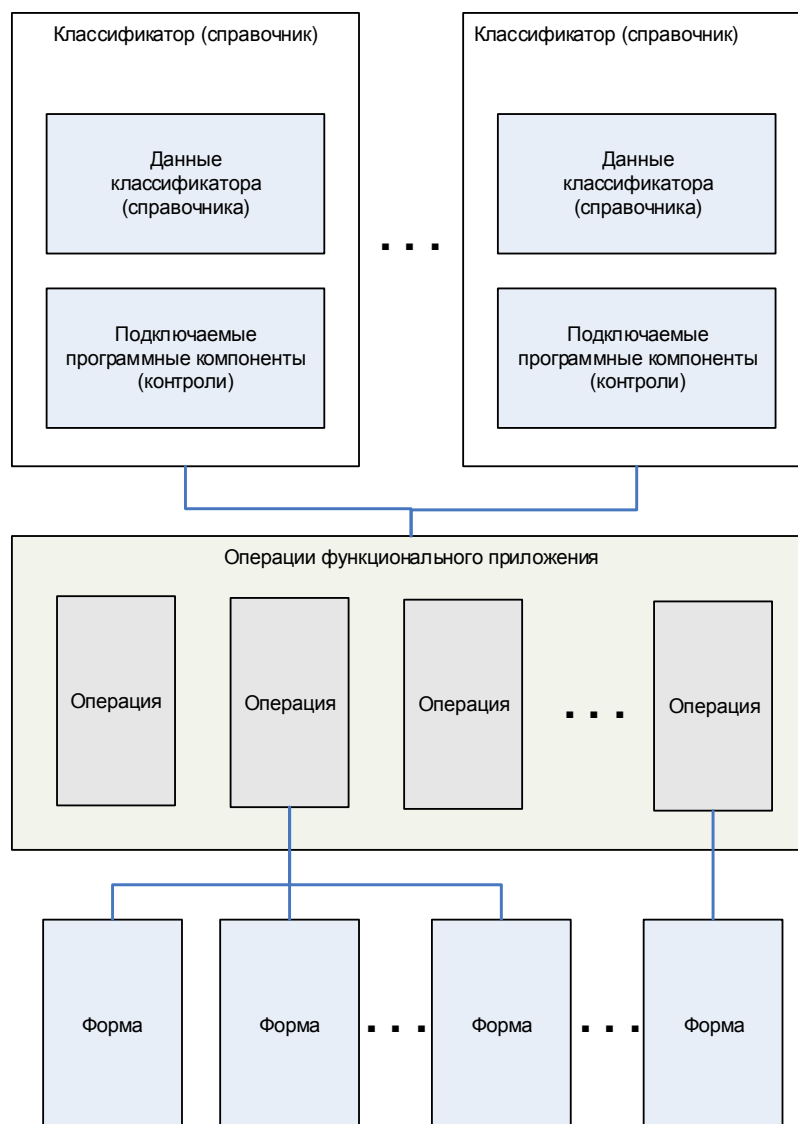 Классификатор (справочник)
Классификатор (справочник)
Данные
классификатора
(справочника)
Данные
классификатора
(справочника)
. . .
Подключаемые
программные компоненты
(контроли)
Подключаемые
программные компоненты
(контроли)
Операции функционального приложения
Операция
Операция
Операция
. . .
Операция
Форма
Форма
. . .
Форма
. . .
Форма